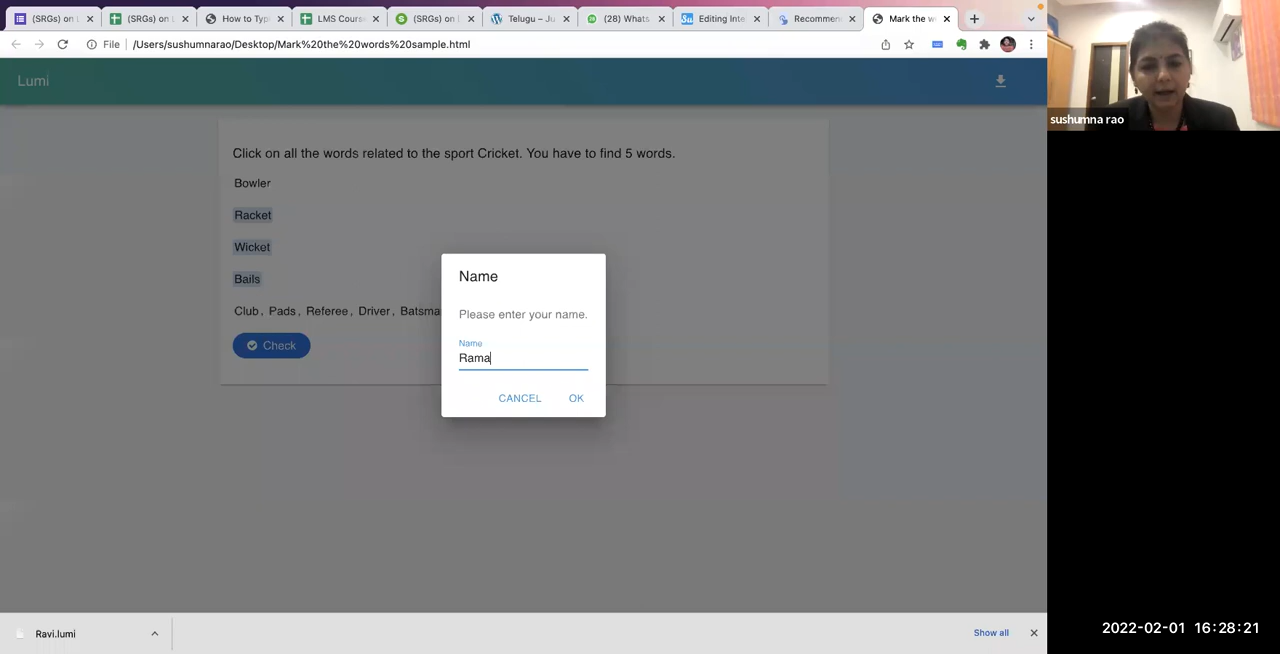 (SRGs) on L
(SRGs) on L
How to Typ
LMS Cours
(SRGs) on
Telugu – Ju
(28) Whats
Editing Inte
Recommen
Mark the w
File
/Users/sushumnarao/Desktop/Mark%20the%20words%20sample.html
Lumi
sushumna rao
Click on all the words related to the sport Cricket. You have to find 5 words.
Bowler
Racket
Wicket
Bails
Club, Pads, Referee, Driver, Batsma
Check
Name
Please enter your name.
Name
Rama
CANCEL OK
Ravi.lumi
Show all
2022-02-01 16:28:21